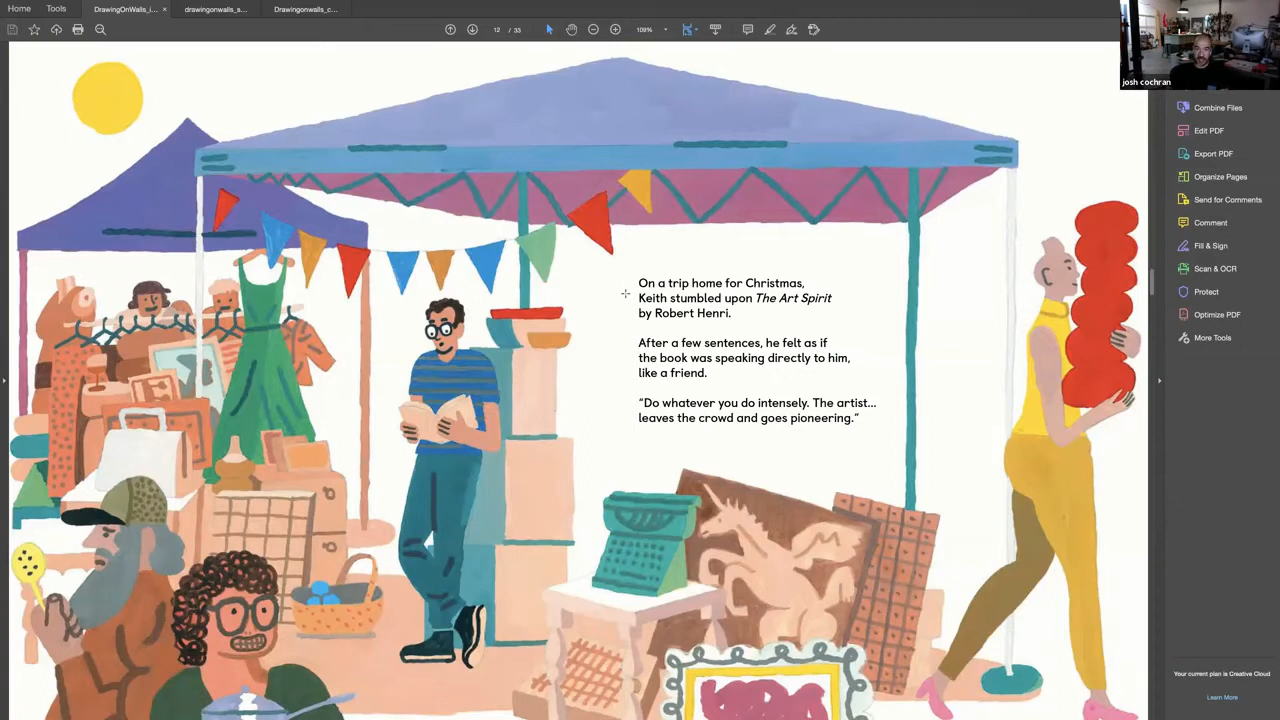 Home
Tools
DrawingOnWalls_i...
drawingonwalls_s...
Drawingonwalls_c...
12 / 33
109%
josh cochran
Combine Files
Edit PDF
Export PDF
Organize Pages
Send for Comments
Comment
Fill & Sign
Scan & OCR
Protect
Optimize PDF
More Tools
On a trip home for Christmas,
Keith stumbled upon The Art Spirit
by Robert Henri.
After a few sentences, he felt as if
the book was speaking directly to him,
like a friend.
“Do whatever you do intensely. The artist...
leaves the crowd and goes pioneering.”
Your current plan is Creative Cloud
Learn More